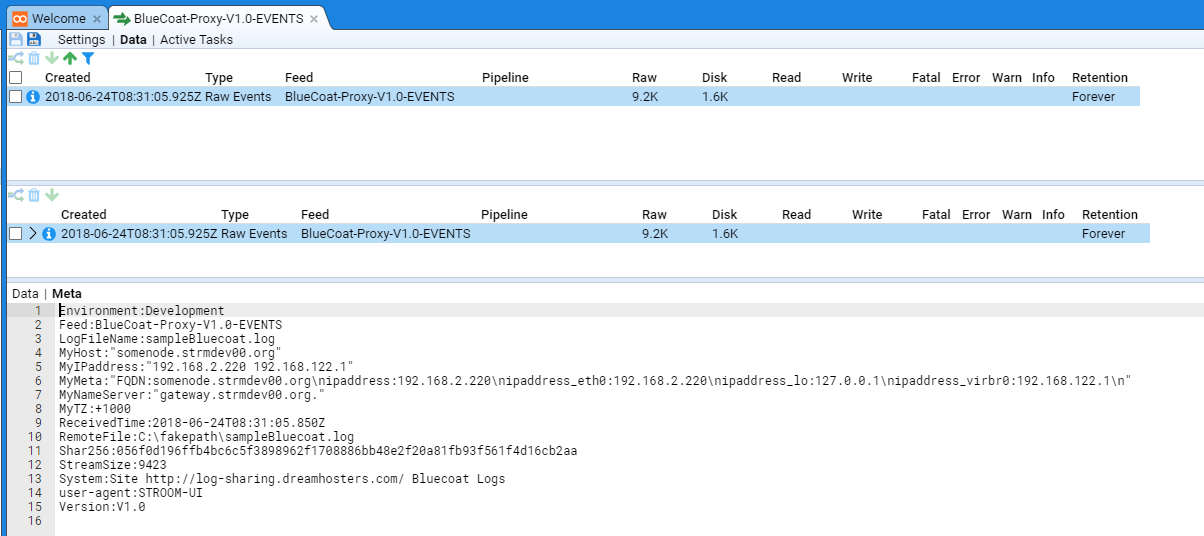 Welcome × BlueCoat-Proxy-V1.0-EVENTS ×
Settings | Data | Active Tasks
Created Type Feed Pipeline Raw Disk Read Write Fatal Error Warn Info Retention
2018-06-24T08:31:05.925Z Raw Events BlueCoat-Proxy-V1.0-EVENTS 9.2K 1.6K Forever
Created Type Feed Pipeline Raw Disk Read Write Fatal Error Warn Info Retention
2018-06-24T08:31:05.925Z Raw Events BlueCoat-Proxy-V1.0-EVENTS 9.2K 1.6K Forever
Data | Meta
1 Environment:Development
2 Feed:BlueCoat-Proxy-V1.0-EVENTS
3 LogFileName:sampleBluecoat.log
4 MyHost:"somenode.strmdev00.org"
5 MyIPaddress:"192.168.2.220 192.168.122.1"
6 MyMeta:"FQDN:somenode.strmdev00.org\nipaddress:192.168.2.220\nipaddress_eth0:192.168.2.220\nipaddress_lo:127.0.0.1\nipaddress_virbr0:192.168.122.1\n"
7 MyNameServer:"gateway.strmdev00.org."
8 MyTZ:+1000
9 ReceivedTime:2018-06-24T08:31:05.850Z
10 RemoteFile:C:\fakepath\sampleBluecoat.log
11 Shar256:056f0d196ffb4bc6c5f3898962f1708886bb48e2f20a81fb93f561f4d16cb2aa
12 StreamSize:9423
13 System:Site http://log-sharing.dreamhosters.com/ Bluecoat Logs
14 user-agent:STROOM-UI
15 Version:V1.0
16